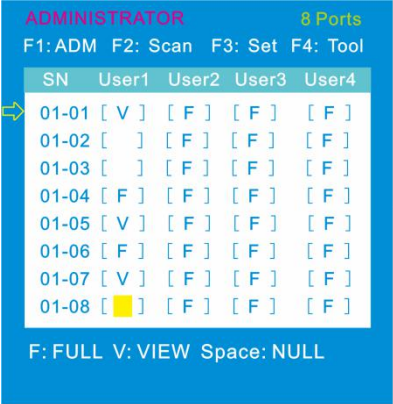 ADMINISTRATOR 8 Ports
F1: ADM F2: Scan F3: Set F4: Tool
SN User1 User2 User3 User4
01-01 [ V ] [ F ] [ F ] [ F ]
01-02 [ ] [ F ] [ F ] [ F ]
01-03 [ ] [ F ] [ F ] [ F ]
01-04 [ F ] [ F ] [ F ] [ F ]
01-05 [ V ] [ F ] [ F ] [ F ]
01-06 [ F ] [ F ] [ F ] [ F ]
01-07 [ V ] [ F ] [ F ] [ F ]
01-08 [ ] [ F ] [ F ] [ F ]
F: FULL V: VIEW Space: NULL